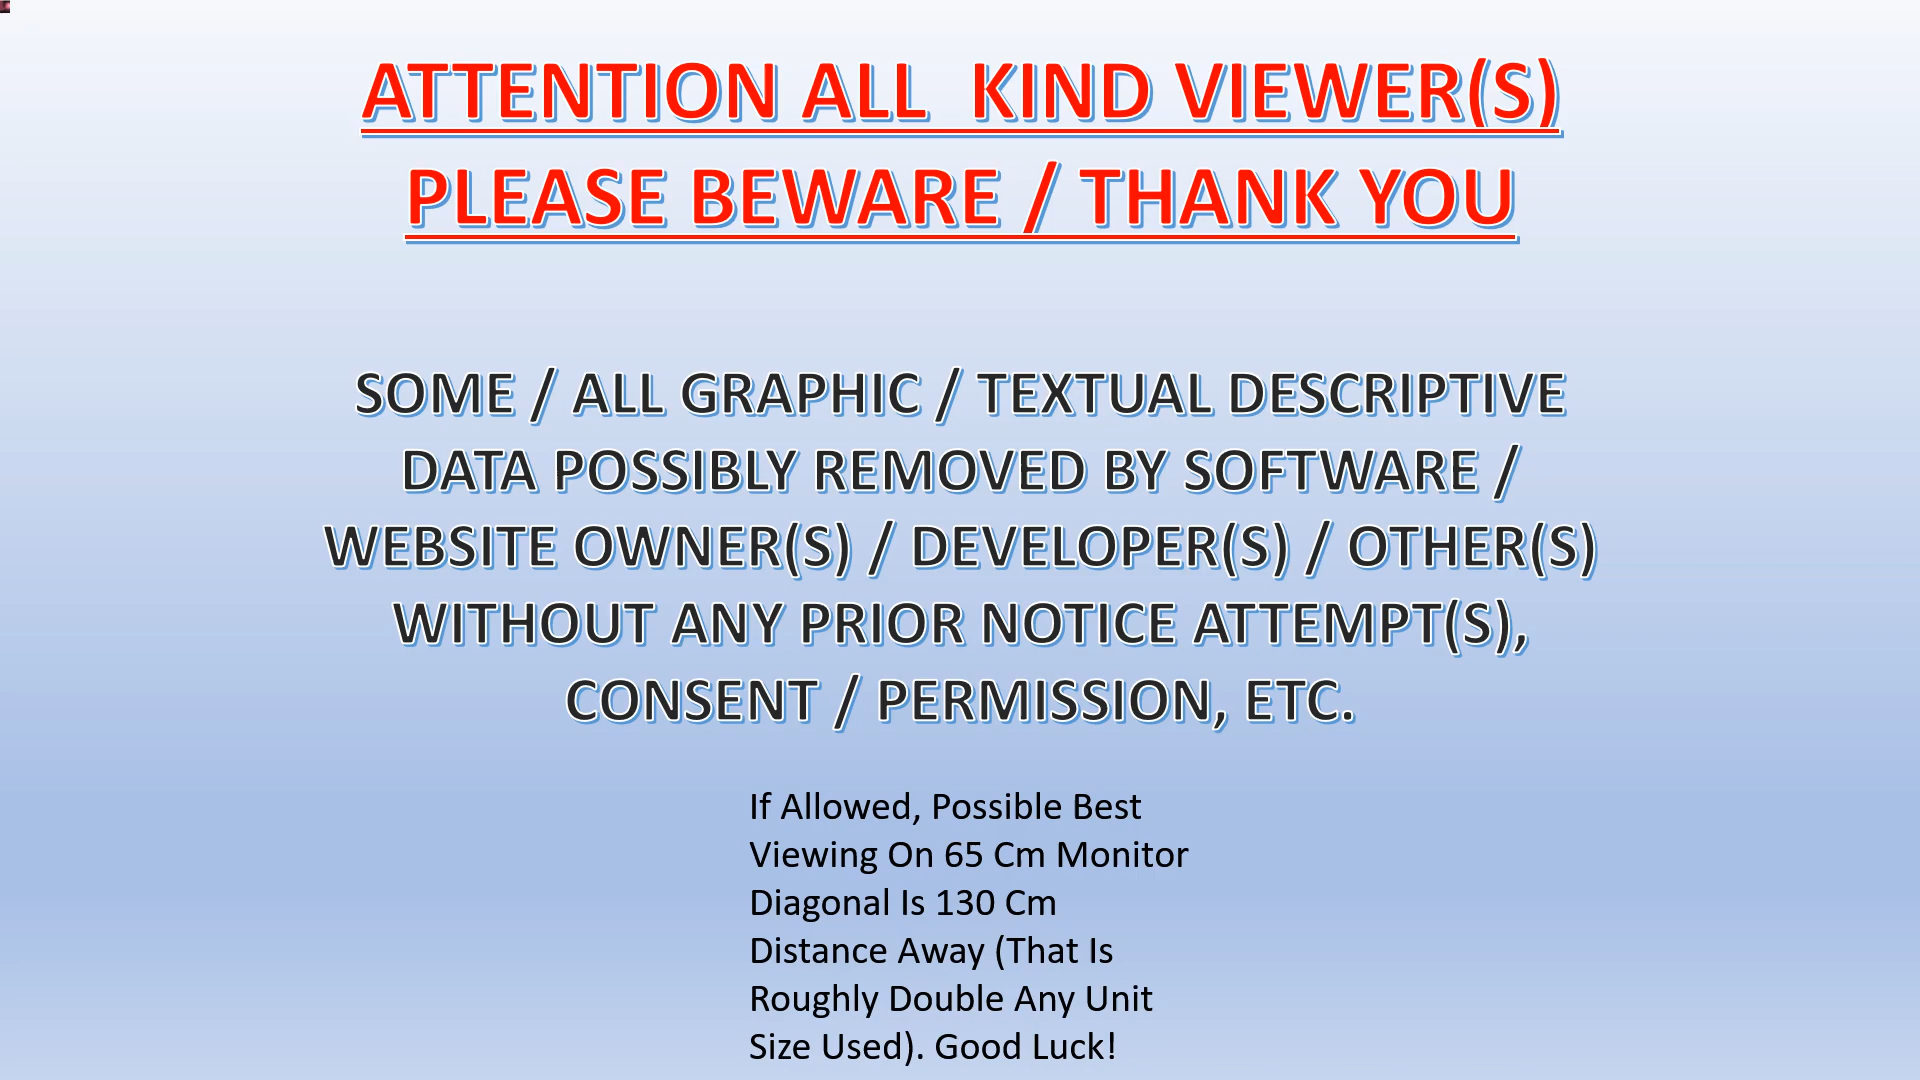 ATTENTION ALL  KIND VIEWER(S)
PLEASE BEWARE / THANK YOU
SOME / ALL GRAPHIC / TEXTUAL DESCRIPTIVE
DATA POSSIBLY REMOVED BY SOFTWARE /
WEBSITE OWNER(S) / DEVELOPER(S) / OTHER(S)
WITHOUT ANY PRIOR NOTICE ATTEMPT(S),
CONSENT / PERMISSION, ETC.
If Allowed, Possible Best
Viewing On 65 Cm Monitor
Diagonal Is 130 Cm
Distance Away (That Is
Roughly Double Any Unit
Size Used). Good Luck!